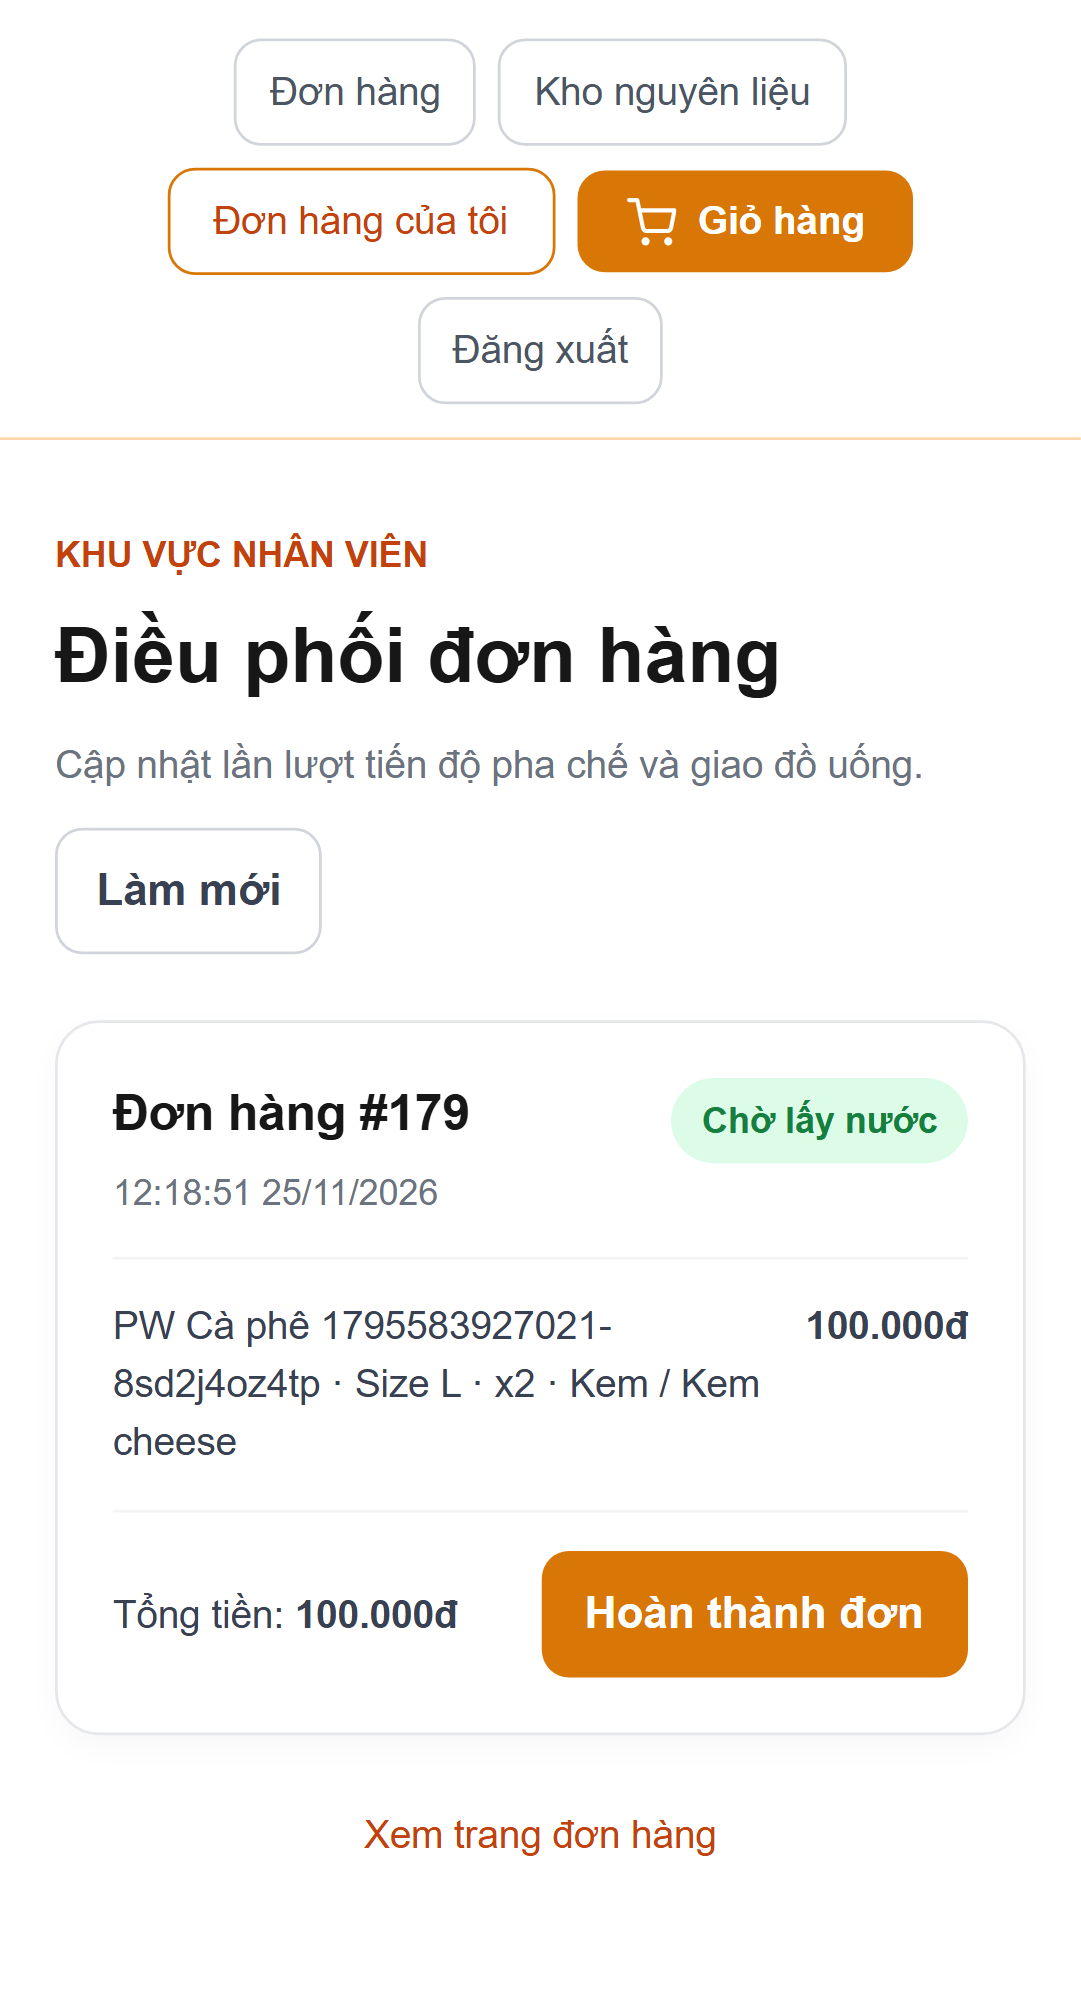 Đơn hàng
Kho nguyên liệu
Đơn hàng của tôi
Giỏ hàng
Đăng xuất
KHU VỰC NHÂN VIÊN
Điều phối đơn hàng
Cập nhật lần lượt tiến độ pha chế và giao đồ uống.
Làm mới
Đơn hàng #179
Chờ lấy nước
12:18:51 25/11/2026
PW Cà phê 1795583927021-
8sd2j4oz4tp · Size L · x2 · Kem / Kem
cheese
100.000đ
Tổng tiền: 100.000đ
Hoàn thành đơn
Xem trang đơn hàng